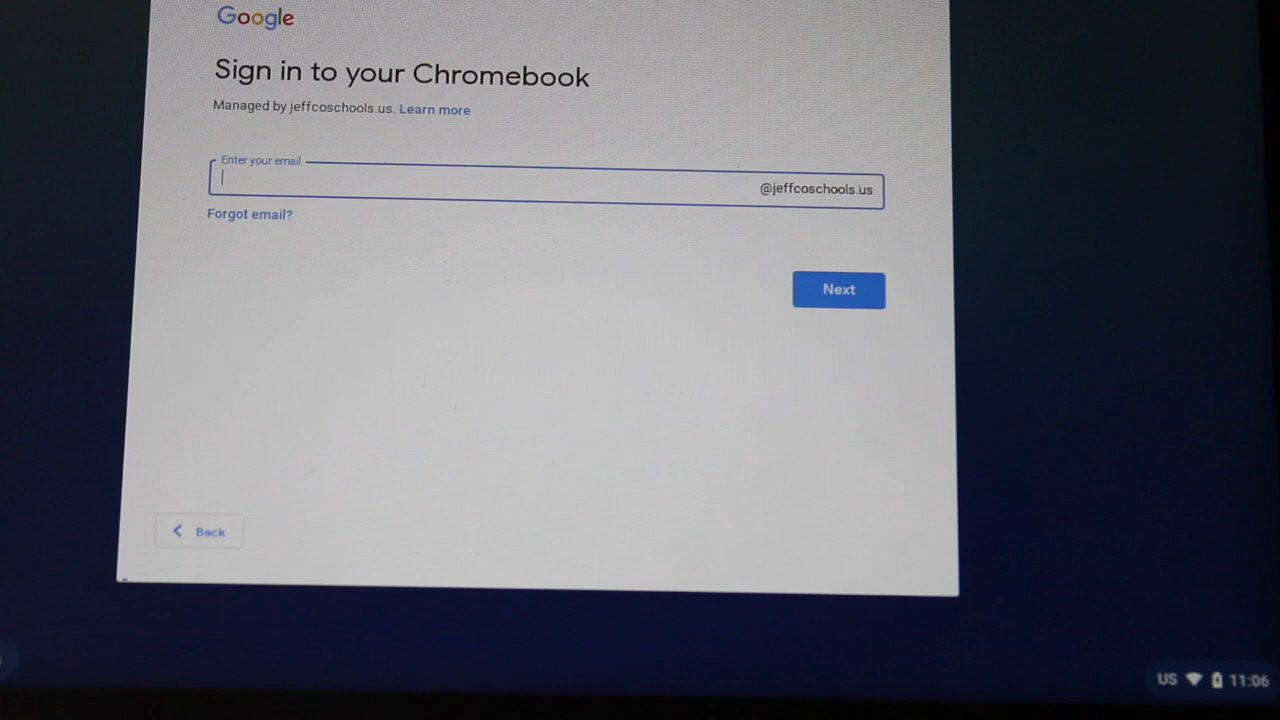 Google
Sign in to your Chromebook
Managed by jeffcoschools.us. Learn more
Enter your email
@jeffcoschools.us
Forgot email?
Next
Back
US 11:06